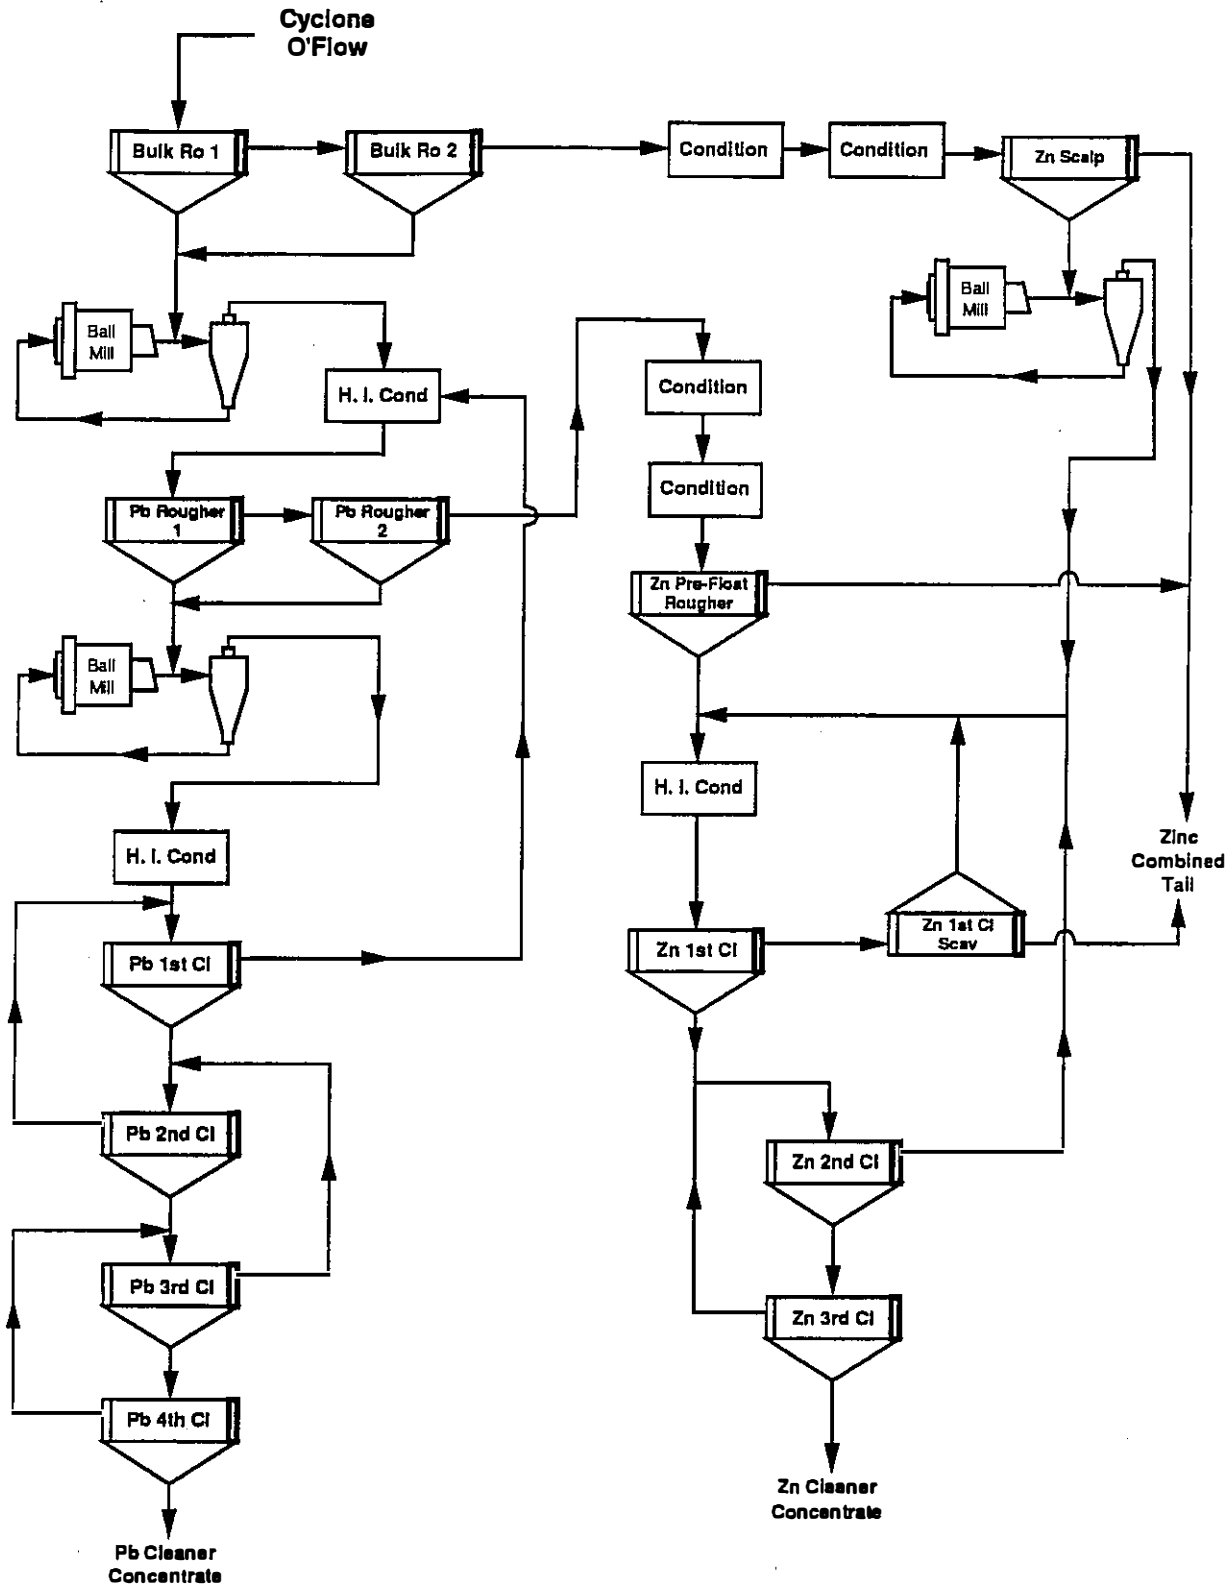 Cyclone
O'Flow
Bulk Ro 1
Bulk Ro 2
Condition
Condition
Zn Scalp
Ball
Mill
Ball
Mill
H. I. Cond
Condition
Condition
Pb Rougher
1
Pb Rougher
2
Zn Pre-Float
Rougher
Ball
Mill
H. I. Cond
H. I. Cond
Zinc
Combined
Tail
Zn 1st Cl
Scav
Zn 1st Cl
Pb 1st Cl
Pb 2nd Cl
Zn 2nd Cl
Pb 3rd Cl
Zn 3rd Cl
Pb 4th Cl
Zn Cleaner
Concentrate
Pb Cleaner
Concentrate